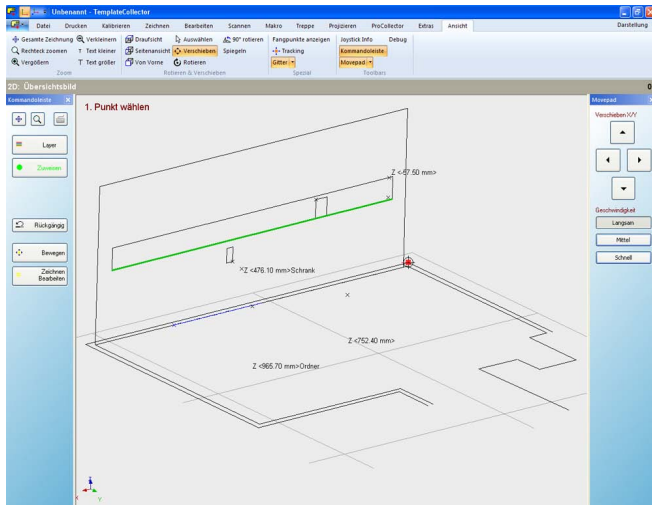 Unbenannt - TemplateCollector
Datei Drucken Kalibrieren Zeichnen Bearbeiten Scannen Makro Treppe Projizieren ProCollector Extras Ansicht Darstellung
Gesamte Zeichnung Verkleinern Draufsicht Auswählen 90° rotieren Fangpunkte anzeigen Joystick Info Debug
Rechteck zoomen T Text kleiner Seitenansicht Verschieben Spiegeln Tracking Kommandoleiste
Vergößern T Text größer Von Vorne Rotieren Gitter Movepad
Zoom Rotieren & Verschieben Spezial Toolbars
2D: Übersichtsbild 0
Kommandoleiste X
Movepad X
1. Punkt wählen
Verschieben X/Y
Layer
Zuweisen
Rückgängig
Bewegen
Zeichnen
Bearbeiten
Z <-57.50 mm>
Z <476.10 mm>Schrank
Z <752.40 mm>
Z <965.70 mm>Ordner
Geschwindigkeit
Langsam
Mittel
Schnell
Z
X
Y